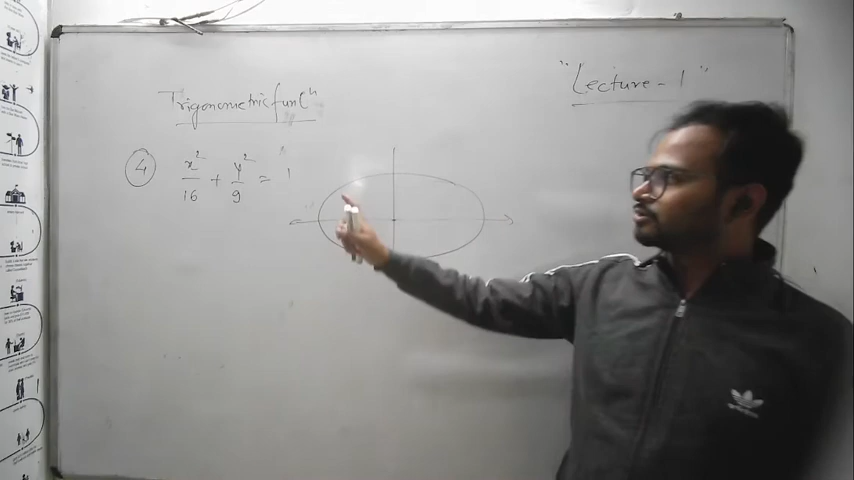 "Lecture - 1"
Trigonometric funcⁿ
④ x²/16 + y²/9 = 1